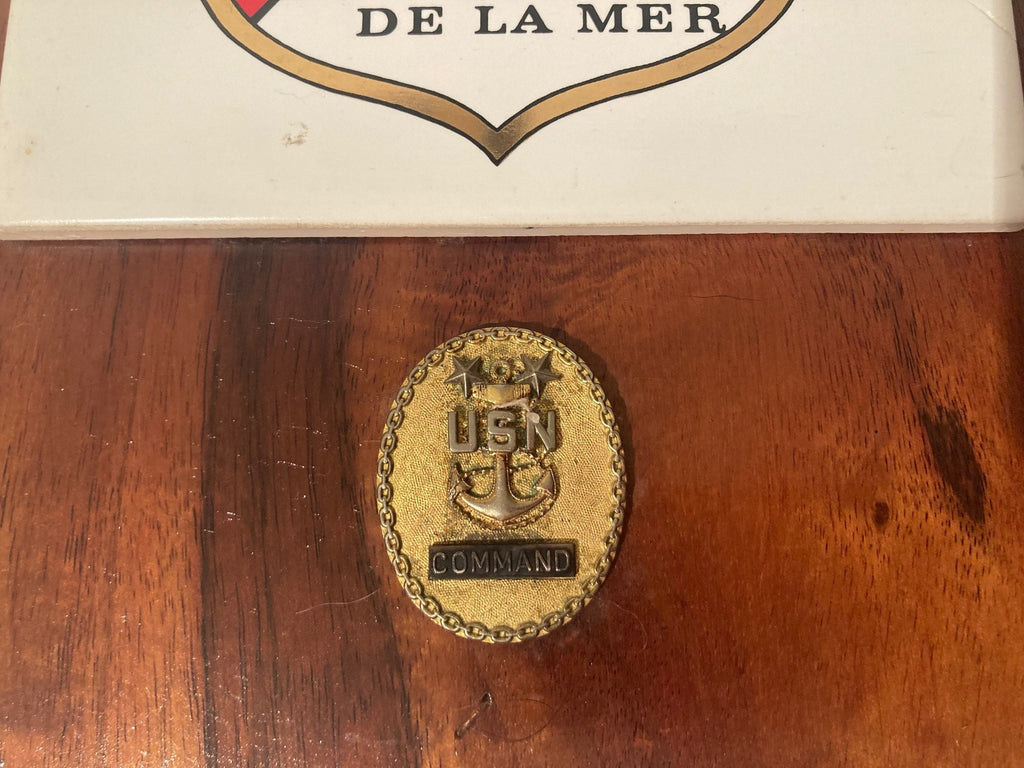 DE LA MER
USN
COMMAND